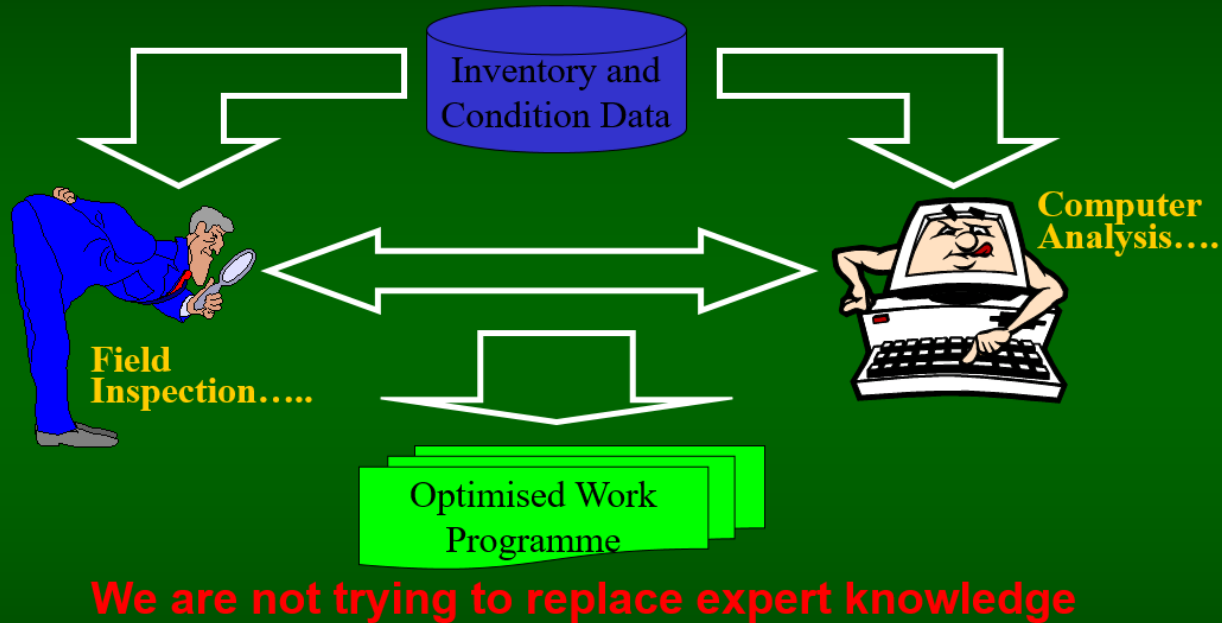 Inventory and
Condition Data
Computer
Analysis….
Field
Inspection…..
Optimised Work
Programme
We are not trying to replace expert knowledge